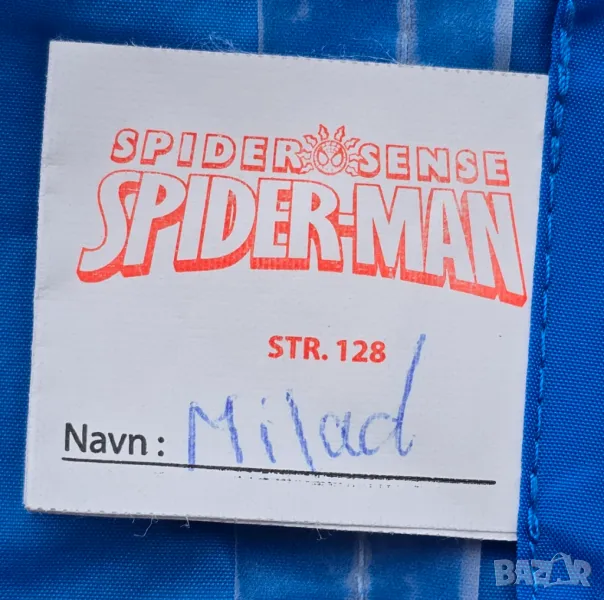 SPIDER SENSE
SPIDER-MAN
STR. 128
Navn : Milad
BAZAR